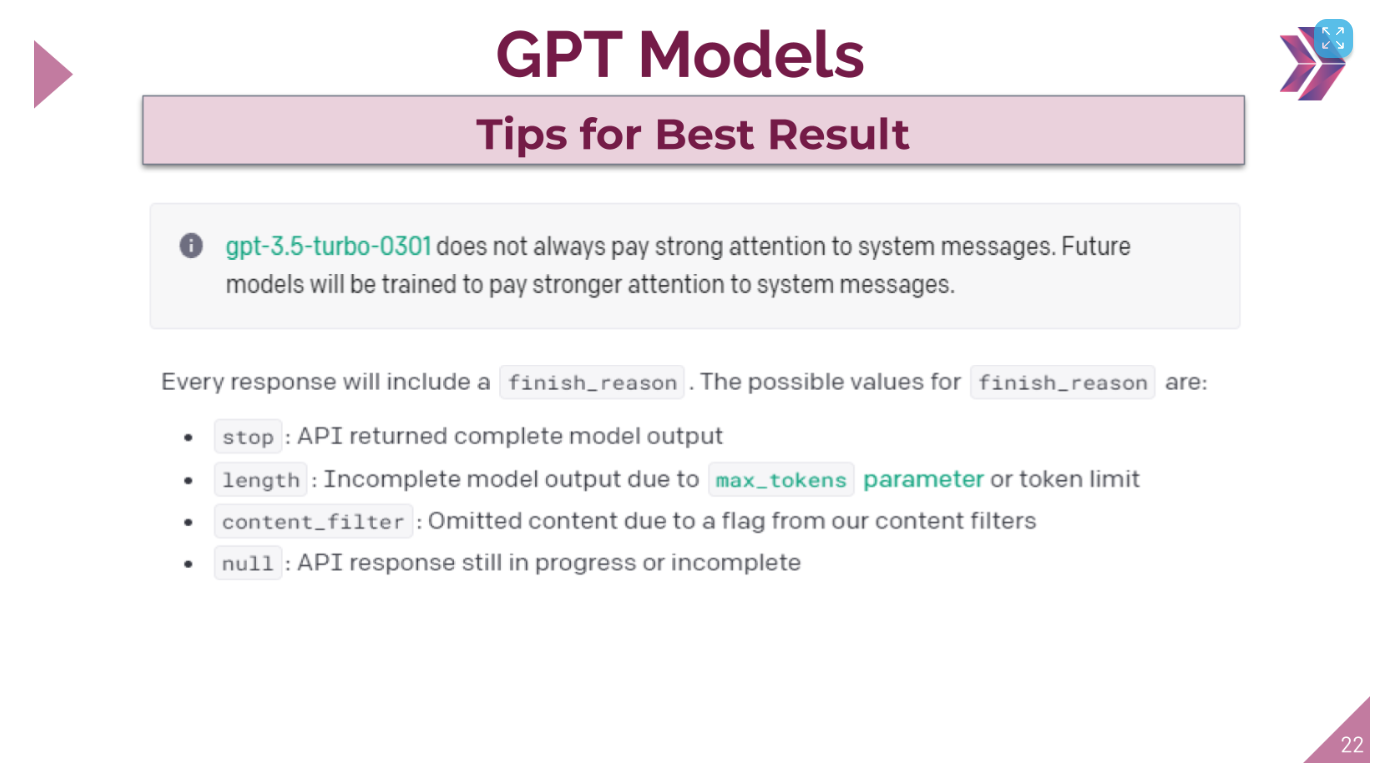 GPT Models
Tips for Best Result
gpt-3.5-turbo-0301 does not always pay strong attention to system messages. Future
models will be trained to pay stronger attention to system messages.
Every response will include a finish_reason . The possible values for finish_reason are:
• stop : API returned complete model output
• length : Incomplete model output due to max_tokens parameter or token limit
• content_filter : Omitted content due to a flag from our content filters
• null : API response still in progress or incomplete
22